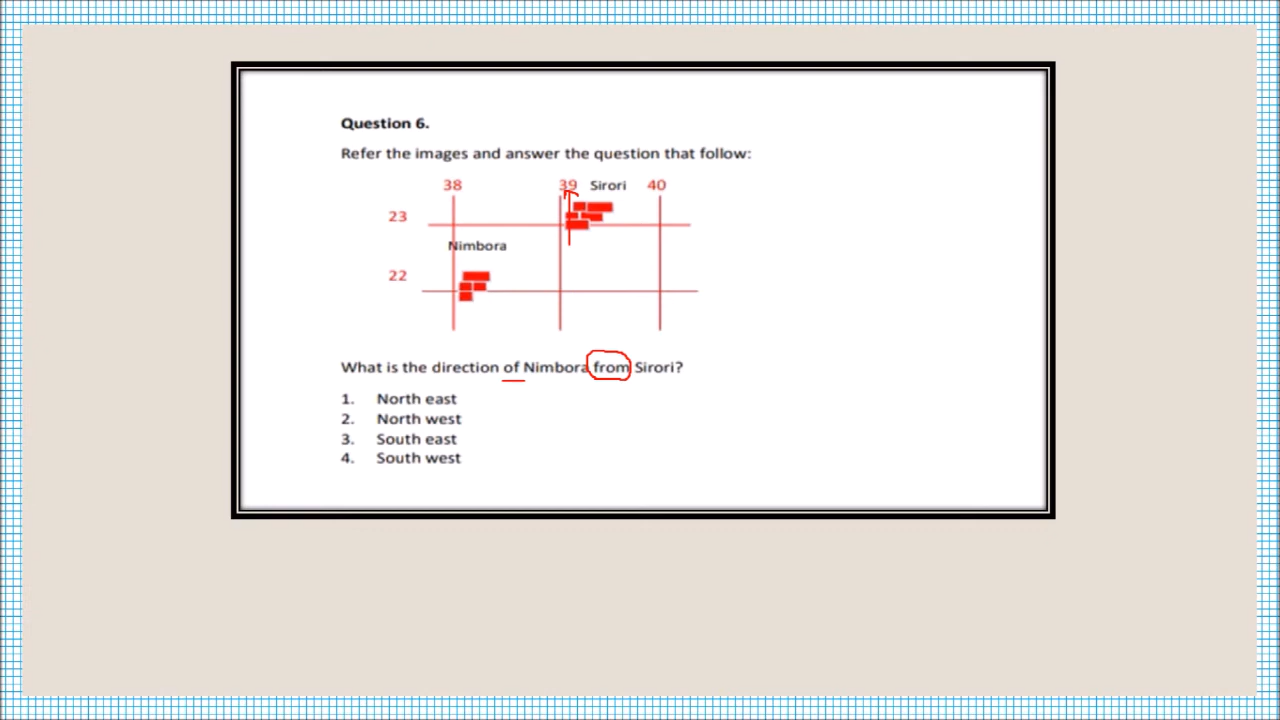 Question 6.
Refer the images and answer the question that follow:
38 39 Sirori 40
23
Nimbora
22
What is the direction of Nimbora from Sirori?
1. North east
2. North west
3. South east
4. South west